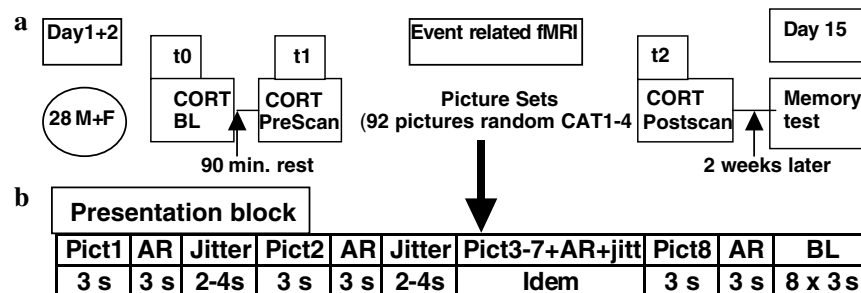 a
Day1+2
Event related fMRI
Day 15
t0
t1
t2
28 M+F
CORT
BL
CORT
PreScan
Picture Sets
(92 pictures random CAT1-4
CORT
Postscan
Memory
test
90 min. rest
2 weeks later
b
Presentation block
Pict1 AR Jitter Pict2 AR Jitter Pict3-7+AR+jitt Pict8 AR BL
3 s 3 s 2-4s 3 s 3 s 2-4s Idem 3 s 3 s 8 x 3 s